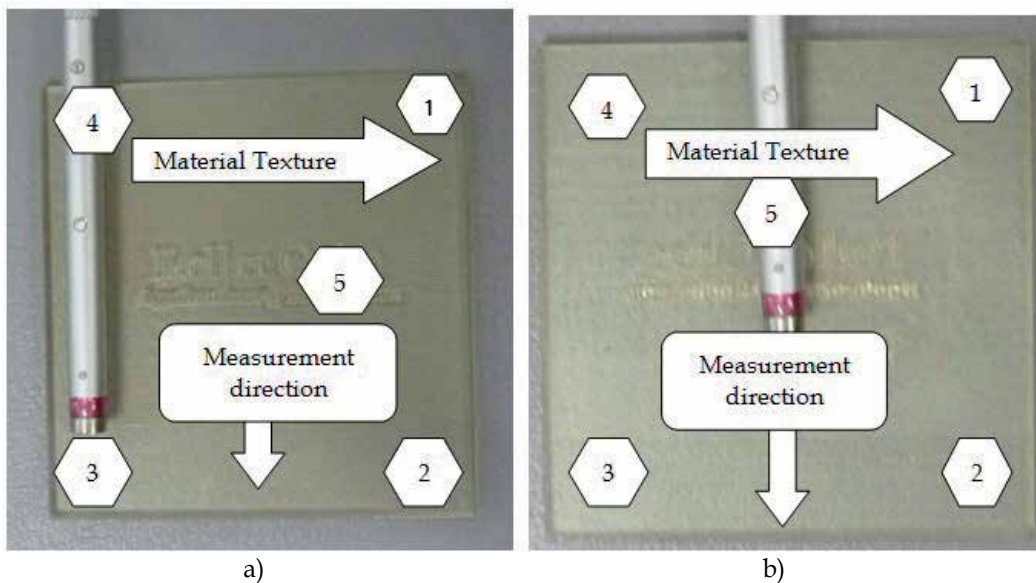 4
1
Material Texture
5
Measurement
direction
3
2
a)
4
1
Material Texture
5
Measurement
direction
3
2
b)